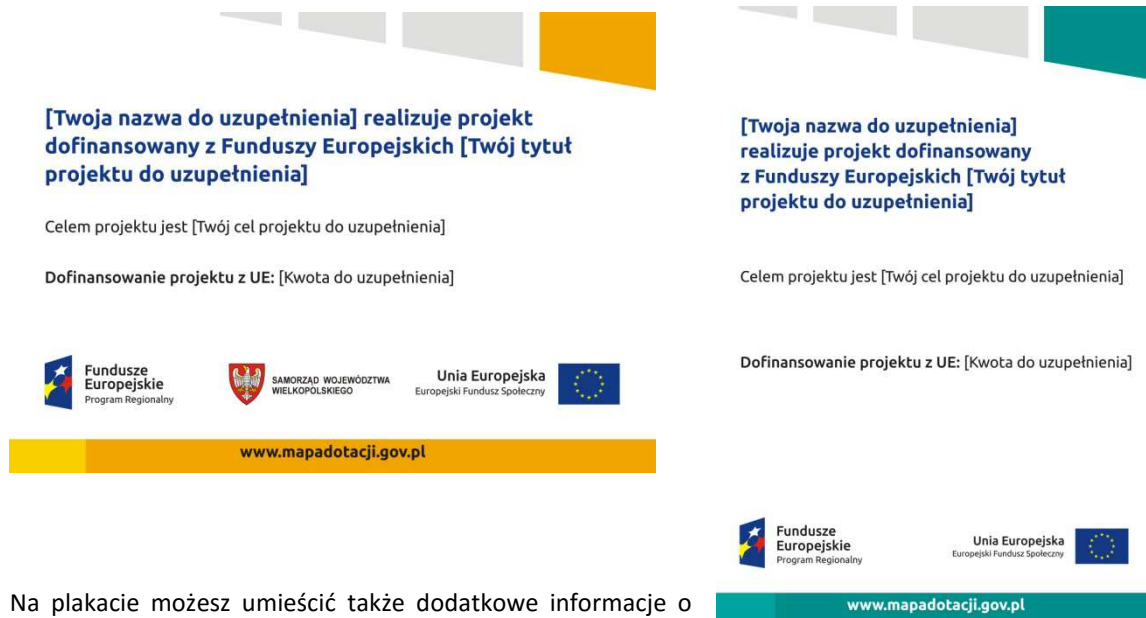 [Twoja nazwa do uzupełnienia] realizuje projekt
dofinansowany z Funduszy Europejskich [Twój tytuł
projektu do uzupełnienia]
Celem projektu jest [Twój cel projektu do uzupełnienia]
Dofinansowanie projektu z UE: [Kwota do uzupełnienia]
Fundusze
Europejskie
Program Regionalny
SAMORZĄD WOJEWÓDZTWA
WIELKOPOLSKIEGO
Unia Europejska
Europejski Fundusz Społeczny
www.mapadotacji.gov.pl
[Twoja nazwa do uzupełnienia]
realizuje projekt dofinansowany
z Funduszy Europejskich [Twój tytuł
projektu do uzupełnienia]
Celem projektu jest [Twój cel projektu do uzupełnienia]
Dofinansowanie projektu z UE: [Kwota do uzupełnienia]
Fundusze
Europejskie
Program Regionalny
Unia Europejska
Europejski Fundusz Społeczny
www.mapadotacji.gov.pl
Na plakacie możesz umieścić także dodatkowe informacje o